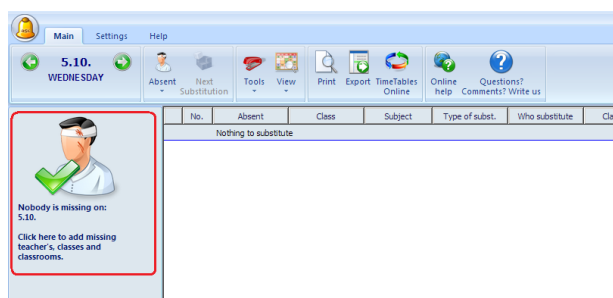 Main Settings Help
5.10.
WEDNESDAY
Absent Next Substitution Tools View Print Export TimeTables Online Online help Questions? Comments? Write us
No. Absent Class Subject Type of subst. Who substitute Cla
Nothing to substitute
Nobody is missing on:
5.10.
Click here to add missing
teacher's, classes and
classrooms.